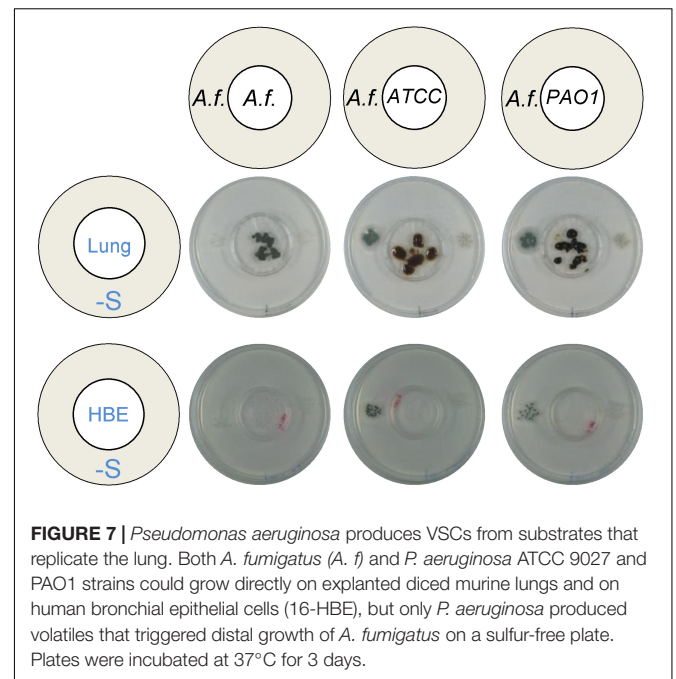 A.f. A.f. A.f. ATCC A.f. PAO1
Lung
-S
HBE
-S
FIGURE 7 | Pseudomonas aeruginosa produces VSCs from substrates that
replicate the lung. Both A. fumigatus (A. f) and P. aeruginosa ATCC 9027 and
PAO1 strains could grow directly on explanted diced murine lungs and on
human bronchial epithelial cells (16-HBE), but only P. aeruginosa produced
volatiles that triggered distal growth of A. fumigatus on a sulfur-free plate.
Plates were incubated at 37°C for 3 days.